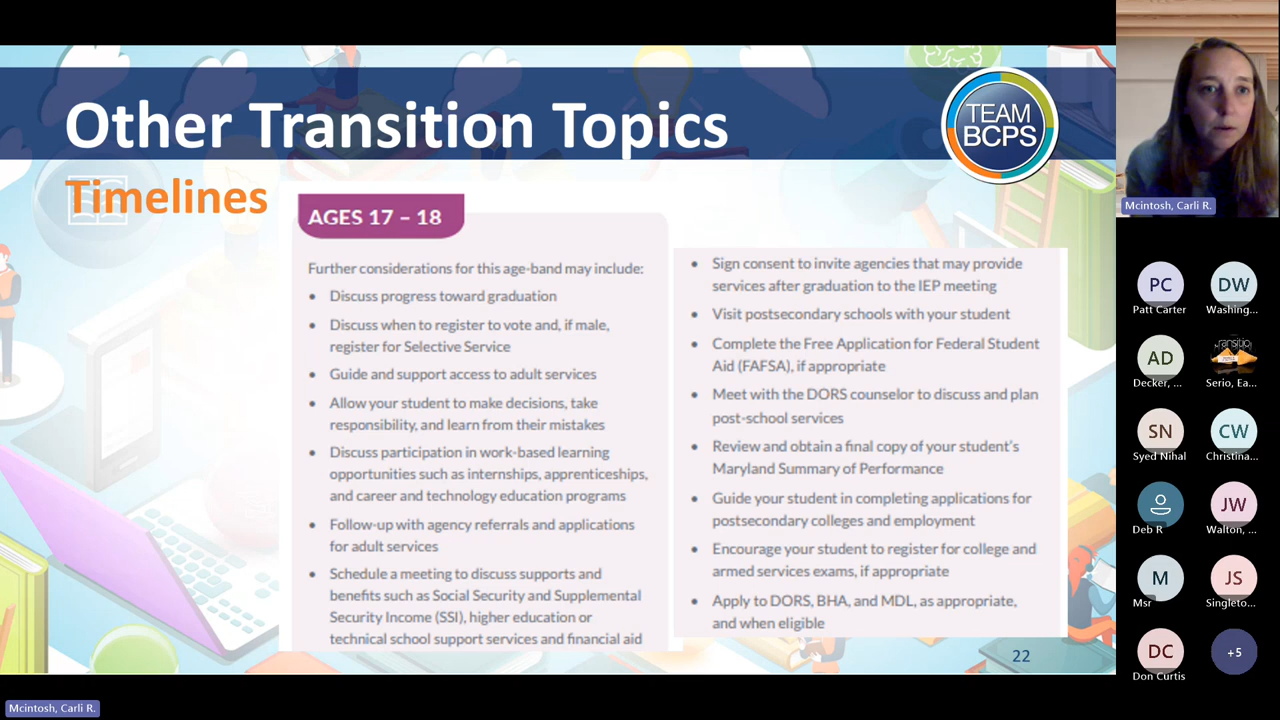 Other Transition Topics
TEAM
BCPS
Timelines
AGES 17 – 18
Further considerations for this age-band may include:
• Discuss progress toward graduation
• Discuss when to register to vote and, if male,
register for Selective Service
• Guide and support access to adult services
• Allow your student to make decisions, take
responsibility, and learn from their mistakes
• Discuss participation in work-based learning
opportunities such as internships, apprenticeships,
and career and technology education programs
• Follow-up with agency referrals and applications
for adult services
• Schedule a meeting to discuss supports and
benefits such as Social Security and Supplemental
Security Income (SSI), higher education or
technical school support services and financial aid
• Sign consent to invite agencies that may provide
services after graduation to the IEP meeting
• Visit postsecondary schools with your student
• Complete the Free Application for Federal Student
Aid (FAFSA), if appropriate
• Meet with the DORS counselor to discuss and plan
post-school services
• Review and obtain a final copy of your student's
Maryland Summary of Performance
• Guide your student in completing applications for
postsecondary colleges and employment
• Encourage your student to register for college and
armed services exams, if appropriate
• Apply to DORS, BHA, and MDL, as appropriate,
and when eligible
22
Mcintosh, Carli R.
PC
Patt Carter
DW
Washing...
AD
Decker, ...
Transition
Serio, Ea...
SN
Syed Nihal
CW
Christina...
Deb R
JW
Walton, ...
M
Msr
JS
Singleto...
DC
Don Curtis
+5
Mcintosh, Carli R.